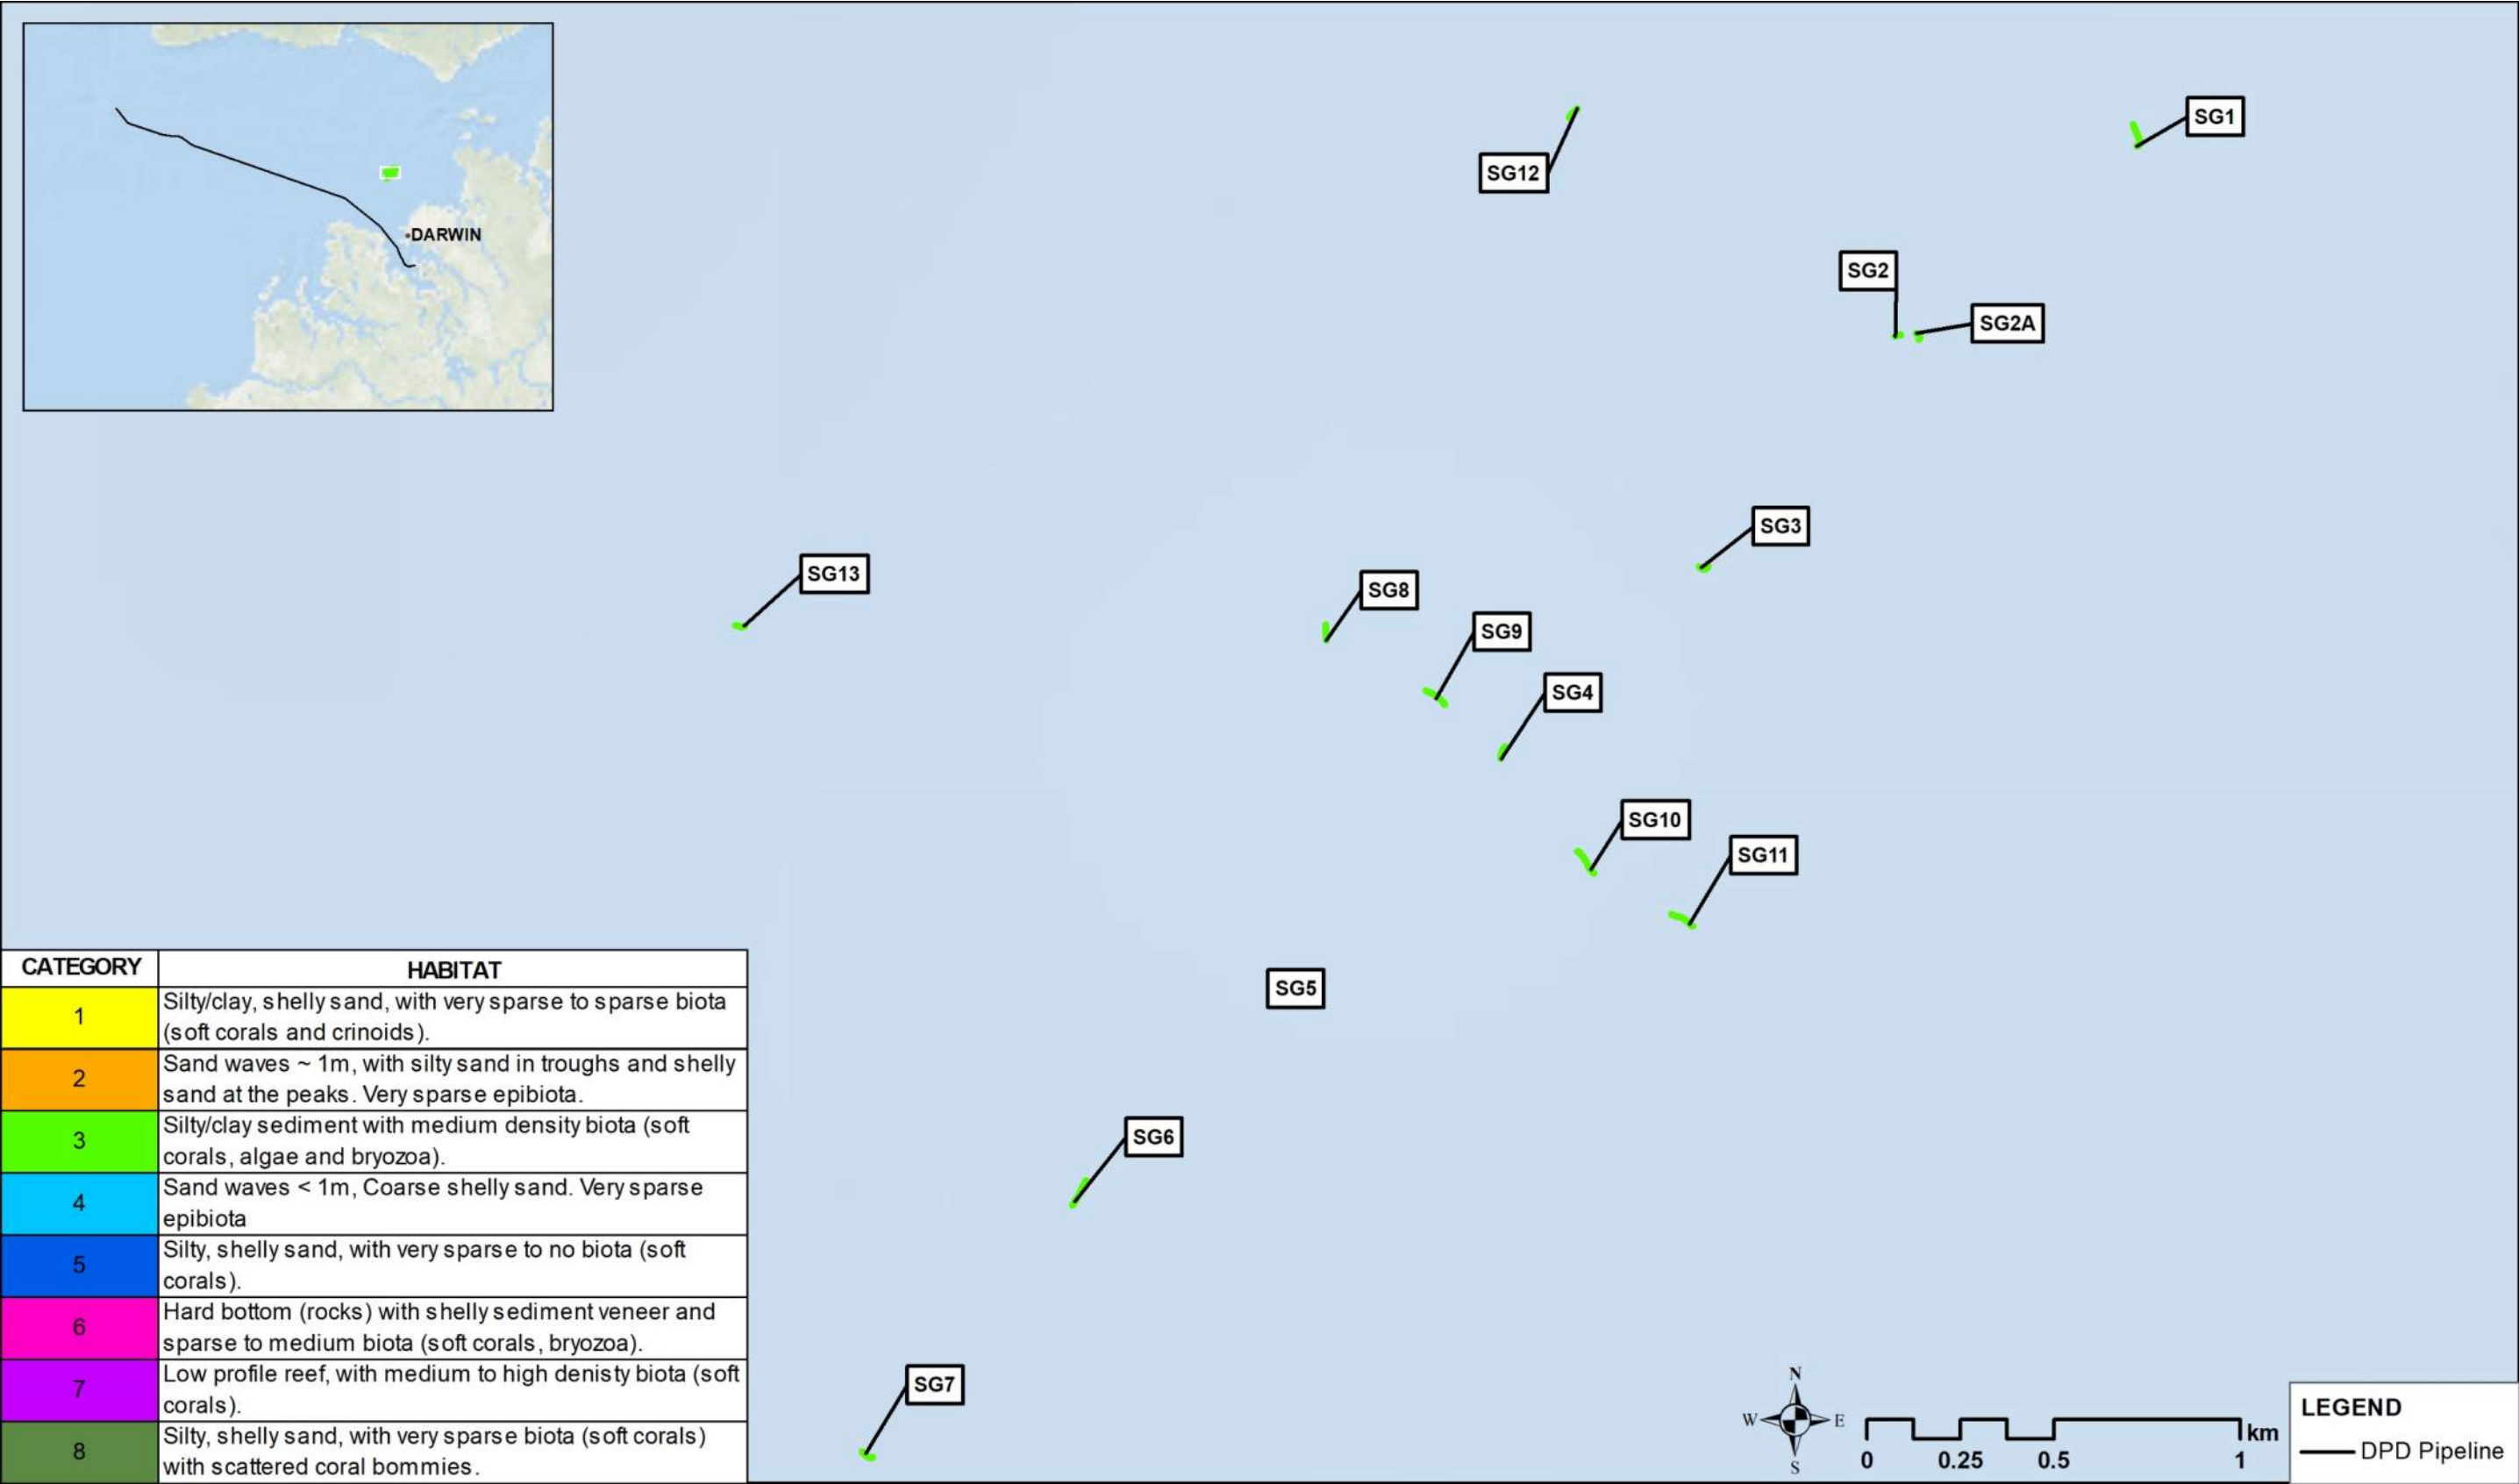 SG1
SG12
DARWIN
SG2
SG2A
SG3
SG13
SG8
SG9
SG4
SG10
SG11
SG5
SG6
SG7
CATEGORY HABITAT
1 Silty/clay, shelly sand, with very sparse to sparse biota
(soft corals and crinoids).
2 Sand waves ~ 1m, with silty sand in troughs and shelly
sand at the peaks. Very sparse epibiota.
3 Silty/clay sediment with medium density biota (soft
corals, algae and bryozoa).
4 Sand waves < 1m, Coarse shelly sand. Very sparse
epibiota
5 Silty, shelly sand, with very sparse to no biota (soft
corals).
6 Hard bottom (rocks) with shelly sediment veneer and
sparse to medium biota (soft corals, bryozoa).
7 Low profile reef, with medium to high denisty biota (soft
corals).
8 Silty, shelly sand, with very sparse biota (soft corals)
with scattered coral bommies.
N
W E
S
km
0 0.25 0.5 1
LEGEND
DPD Pipeline